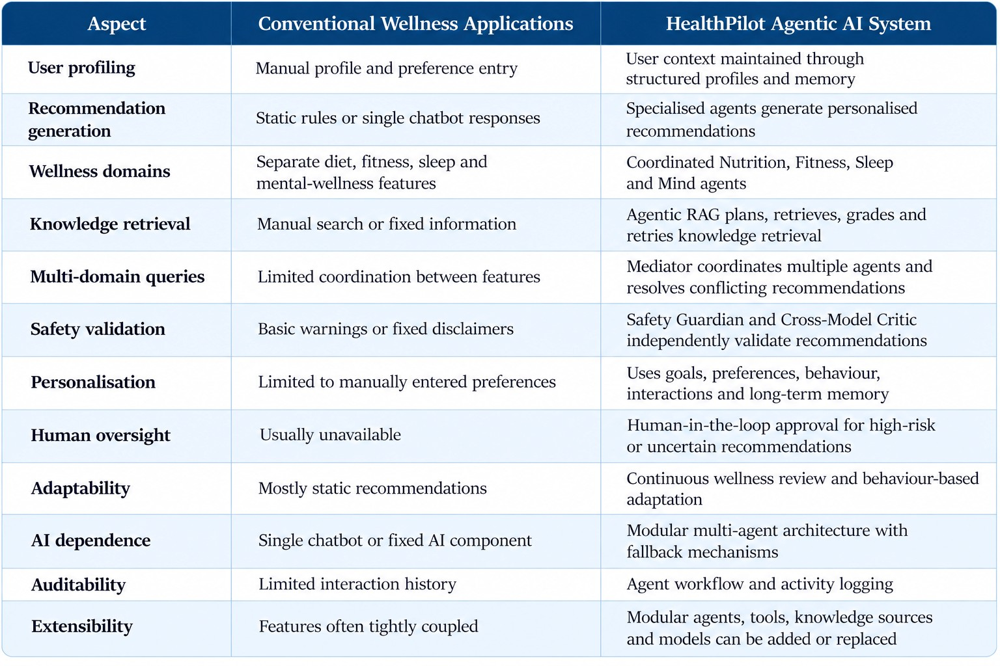 Aspect
Conventional Wellness Applications
HealthPilot Agentic AI System
User profiling
Manual profile and preference entry
User context maintained through
structured profiles and memory
Recommendation
generation
Static rules or single chatbot responses
Specialised agents generate personalised
recommendations
Wellness domains
Separate diet, fitness, sleep and
mental-wellness features
Coordinated Nutrition, Fitness, Sleep
and Mind agents
Knowledge retrieval
Manual search or fixed information
Agentic RAG plans, retrieves, grades and
retries knowledge retrieval
Multi-domain queries
Limited coordination between features
Mediator coordinates multiple agents and
resolves conflicting recommendations
Safety validation
Basic warnings or fixed disclaimers
Safety Guardian and Cross-Model Critic
independently validate recommendations
Personalisation
Limited to manually entered preferences
Uses goals, preferences, behaviour,
interactions and long-term memory
Human oversight
Usually unavailable
Human-in-the-loop approval for high-risk
or uncertain recommendations
Adaptability
Mostly static recommendations
Continuous wellness review and behaviour-based
adaptation
AI dependence
Single chatbot or fixed AI component
Modular multi-agent architecture with
fallback mechanisms
Auditability
Limited interaction history
Agent workflow and activity logging
Extensibility
Features often tightly coupled
Modular agents, tools, knowledge sources
and models can be added or replaced